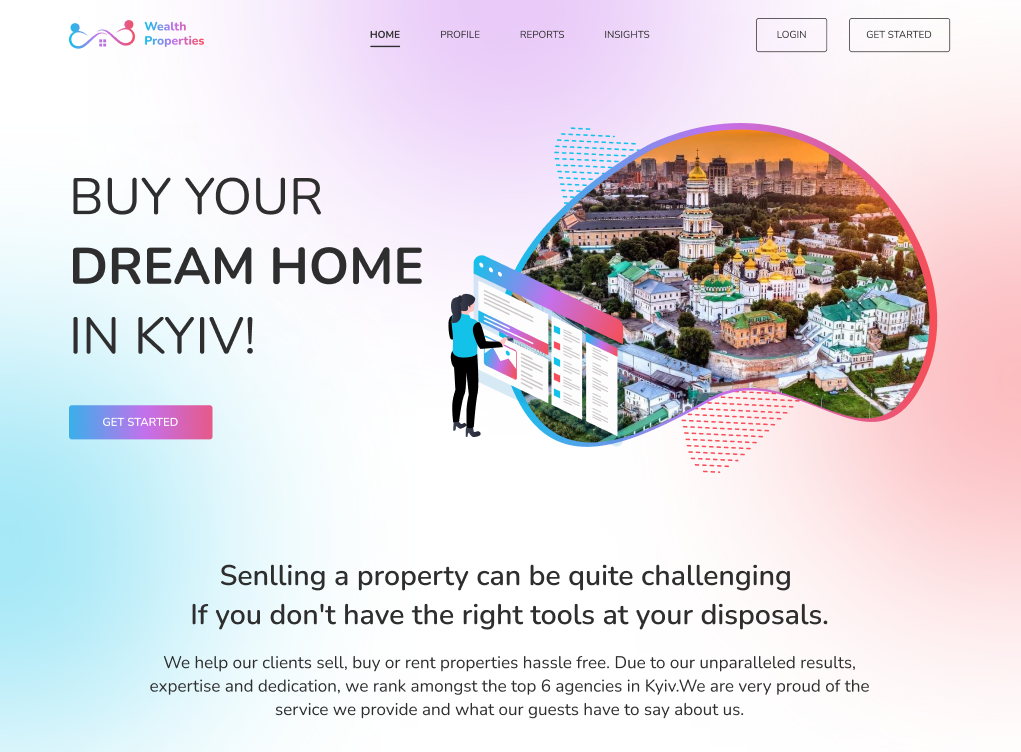 Wealth
Properties
HOME
PROFILE
REPORTS
INSIGHTS
LOGIN
GET STARTED
BUY YOUR
DREAM HOME
IN KYIV!
GET STARTED
Senlling a property can be quite challenging
If you don't have the right tools at your disposals.
We help our clients sell, buy or rent properties hassle free. Due to our unparalleled results,
expertise and dedication, we rank amongst the top 6 agencies in Kyiv.We are very proud of the
service we provide and what our guests have to say about us.